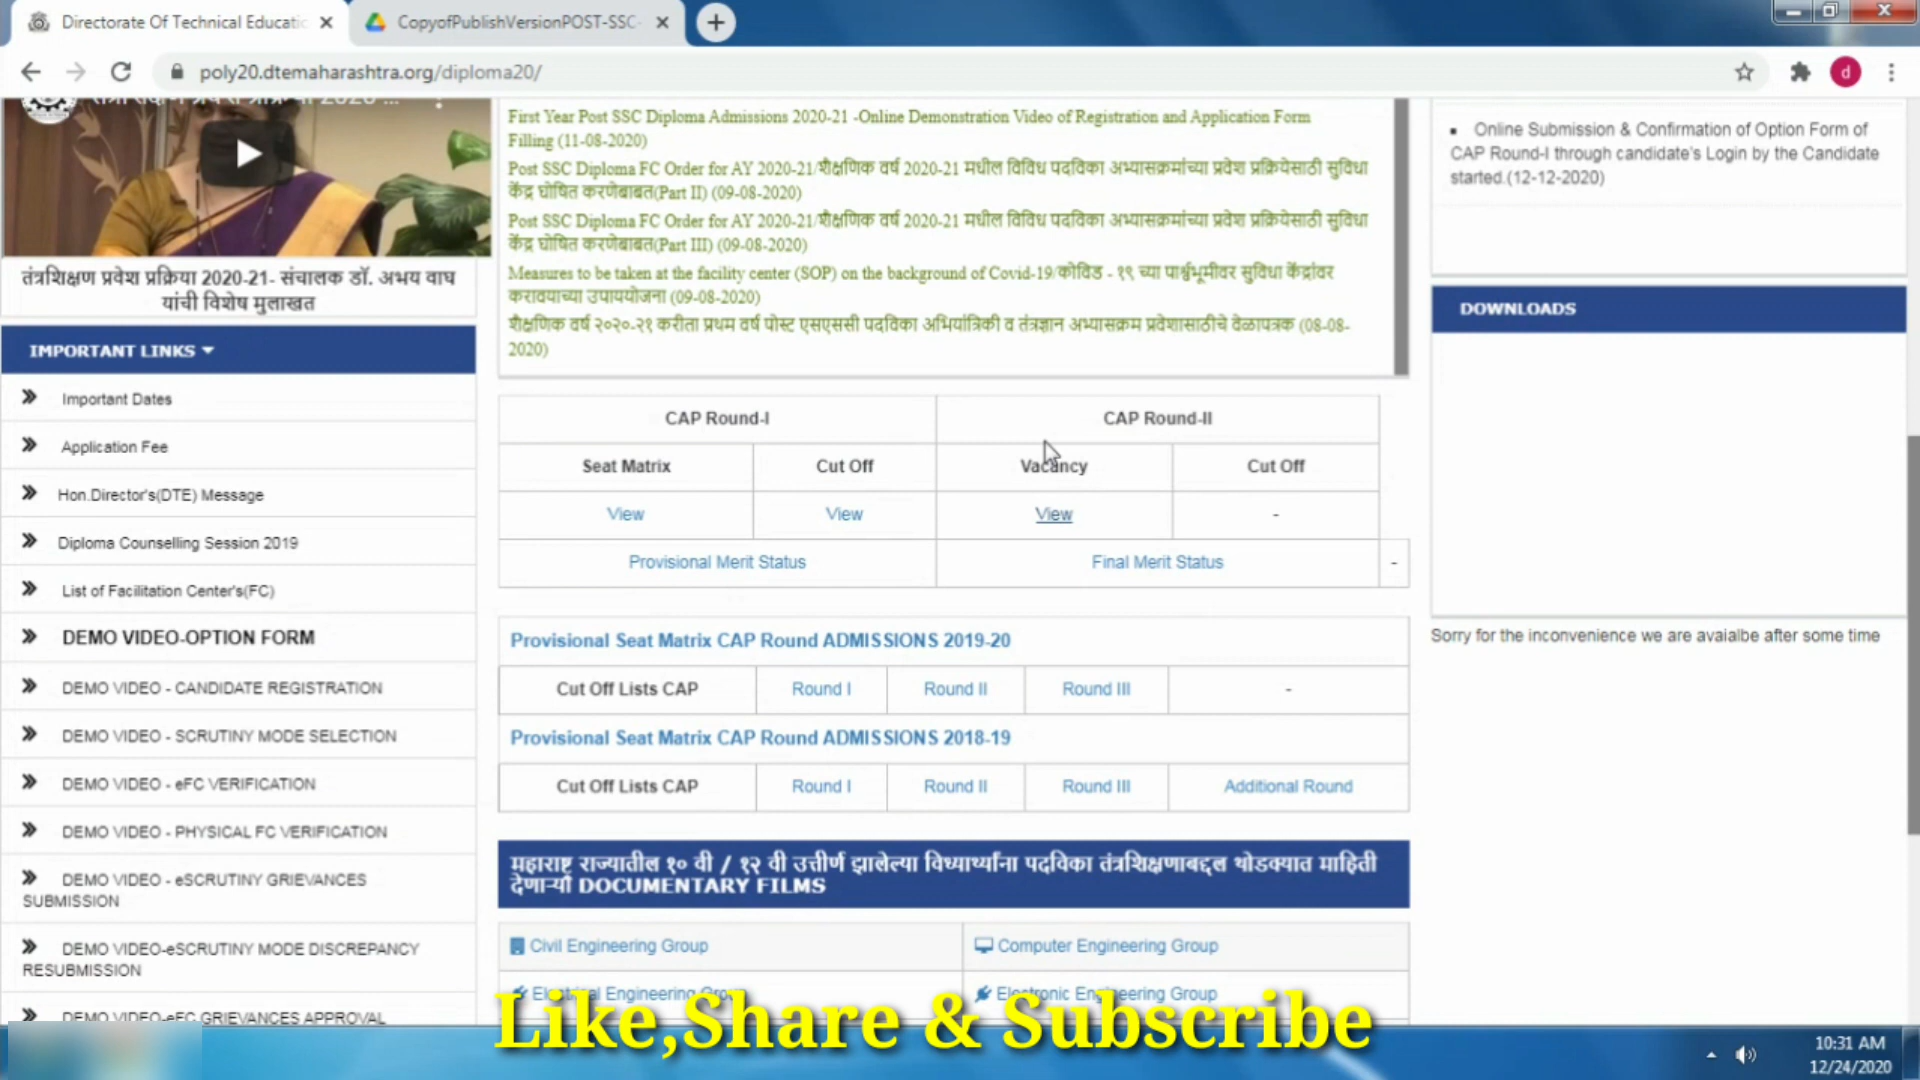 Directorate Of Technical Educatio
CopyofPublishVersionPOST-SSC-
poly20.dtemaharashtra.org/diploma20/
d
तंत्रशिक्षण प्रवेश प्रक्रिया 2020-21- संचालक डॉ. अभय वाघ
यांची विशेष मुलाखत
IMPORTANT LINKS
Important Dates
Application Fee
Hon.Director's(DTE) Message
Diploma Counselling Session 2019
List of Facilitation Center's(FC)
DEMO VIDEO-OPTION FORM
DEMO VIDEO - CANDIDATE REGISTRATION
DEMO VIDEO - SCRUTINY MODE SELECTION
DEMO VIDEO - eFC VERIFICATION
DEMO VIDEO - PHYSICAL FC VERIFICATION
DEMO VIDEO - eSCRUTINY GRIEVANCES
SUBMISSION
DEMO VIDEO-eSCRUTINY MODE DISCREPANCY
RESUBMISSION
DEMO VIDEO-eFC GRIEVANCES APPROVAL
First Year Post SSC Diploma Admissions 2020-21 -Online Demonstration Video of Registration and Application Form
Filling (11-08-2020)
Post SSC Diploma FC Order for AY 2020-21/शैक्षणिक वर्ष 2020-21 मधील विविध पदविका अभ्यासक्रमांच्या प्रवेश प्रक्रियेसाठी सुविधा
केंद्र घोषित करणेबाबत(Part II) (09-08-2020)
Post SSC Diploma FC Order for AY 2020-21/शैक्षणिक वर्ष 2020-21 मधील विविध पदविका अभ्यासक्रमांच्या प्रवेश प्रक्रियेसाठी सुविधा
केंद्र घोषित करणेबाबत(Part III) (09-08-2020)
Measures to be taken at the facility center (SOP) on the background of Covid-19/कोविड - १९ च्या पार्श्वभूमीवर सुविधा केंद्रांवर
करावयाच्या उपाययोजना (09-08-2020)
शैक्षणिक वर्ष २०२०-२१ करीता प्रथम वर्ष पोस्ट एसएससी पदविका अभियांत्रिकी व तंत्रज्ञान अभ्यासक्रम प्रवेशासाठीचे वेळापत्रक (08-08-
2020)
CAP Round-I CAP Round-II
Seat Matrix Cut Off Vacancy Cut Off
View View View -
Provisional Merit Status Final Merit Status -
Provisional Seat Matrix CAP Round ADMISSIONS 2019-20
Cut Off Lists CAP Round I Round II Round III -
Provisional Seat Matrix CAP Round ADMISSIONS 2018-19
Cut Off Lists CAP Round I Round II Round III Additional Round
महाराष्ट्र राज्यातील १० वी / १२ वी उत्तीर्ण झालेल्या विध्यार्थ्यांना पदविका तंत्रशिक्षणाबद्दल थोडक्यात माहिती
देणाऱ्या DOCUMENTARY FILMS
Civil Engineering Group Computer Engineering Group
Electrical Engineering Group Electronic Engineering Group
Online Submission & Confirmation of Option Form of
CAP Round-I through candidate's Login by the Candidate
started.(12-12-2020)
DOWNLOADS
Sorry for the inconvenience we are avaialbe after some time
Like,Share & Subscribe
10:31 AM
12/24/2020